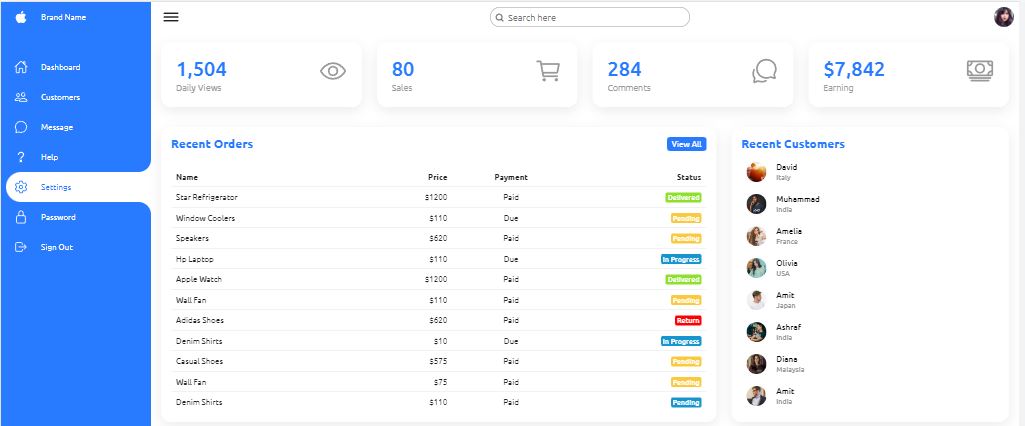 Brand Name
Search here
Dashboard
Customers
Message
Help
Settings
Password
Sign Out
1,504
Daily Views
80
Sales
284
Comments
$7,842
Earning
Recent Orders
View All
Name Price Payment Status
Star Refrigerator $1200 Paid Delivered
Window Coolers $110 Due Pending
Speakers $620 Paid Pending
Hp Laptop $110 Due In Progress
Apple Watch $1200 Paid Delivered
Wall Fan $110 Paid Pending
Adidas Shoes $620 Paid Return
Denim Shirts $10 Due In Progress
Casual Shoes $575 Paid Pending
Wall Fan $75 Paid Pending
Denim Shirts $110 Paid Pending
Recent Customers
David
Italy
Muhammad
India
Amelia
France
Olivia
USA
Amit
Japan
Ashraf
India
Diana
Malaysia
Amit
India